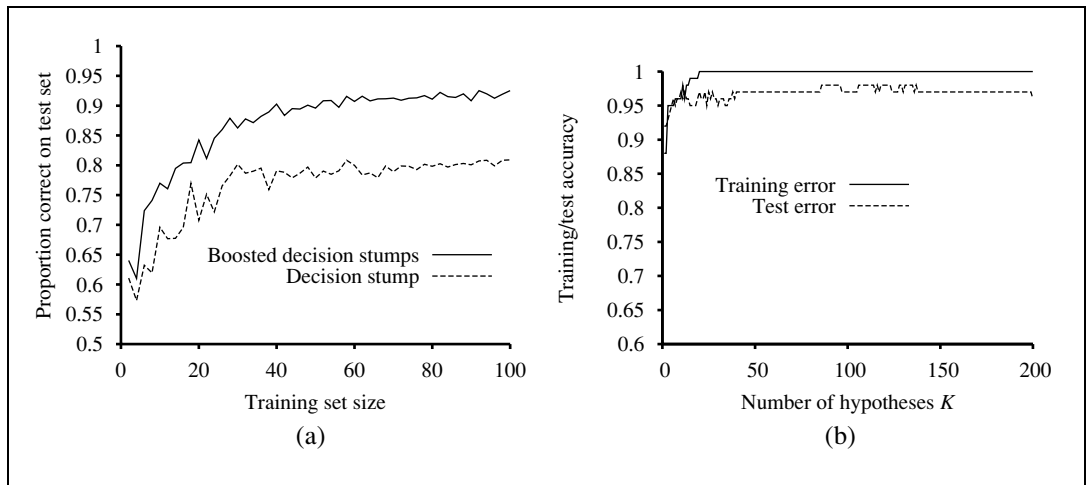 1
0.95
0.9
0.85
0.8
0.75
0.7
0.65
0.6
0.55
0.5
0 20 40 60 80 100
Proportion correct on test set
Training set size
Boosted decision stumps
Decision stump
(a)
1
0.95
0.9
0.85
0.8
0.75
0.7
0.65
0.6
0 50 100 150 200
Training/test accuracy
Number of hypotheses K
Training error
Test error
(b)